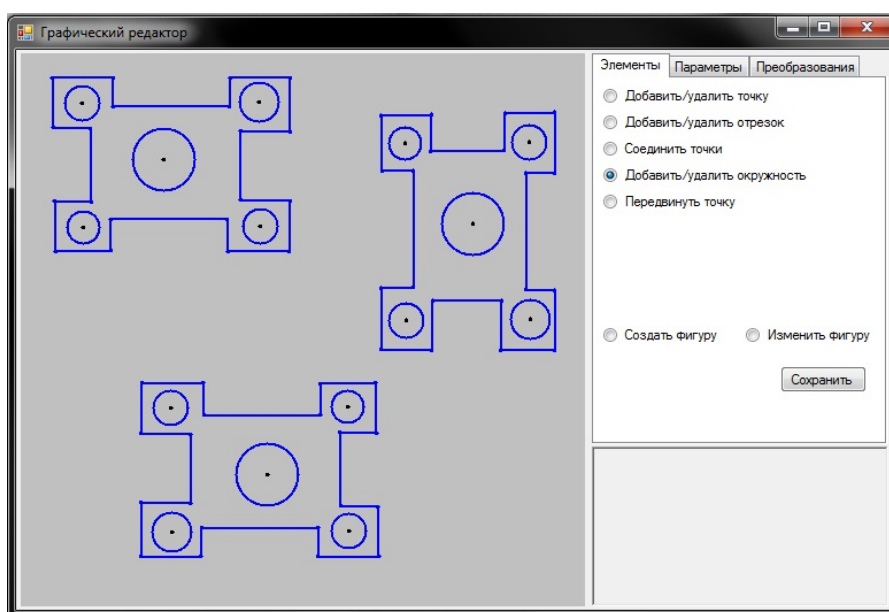 Графический редактор
Элементы Параметры Преобразования
Добавить/удалить точку
Добавить/удалить отрезок
Соединить точки
Добавить/удалить окружность
Передвинуть точку
Создать фигуру Изменить фигуру
Сохранить